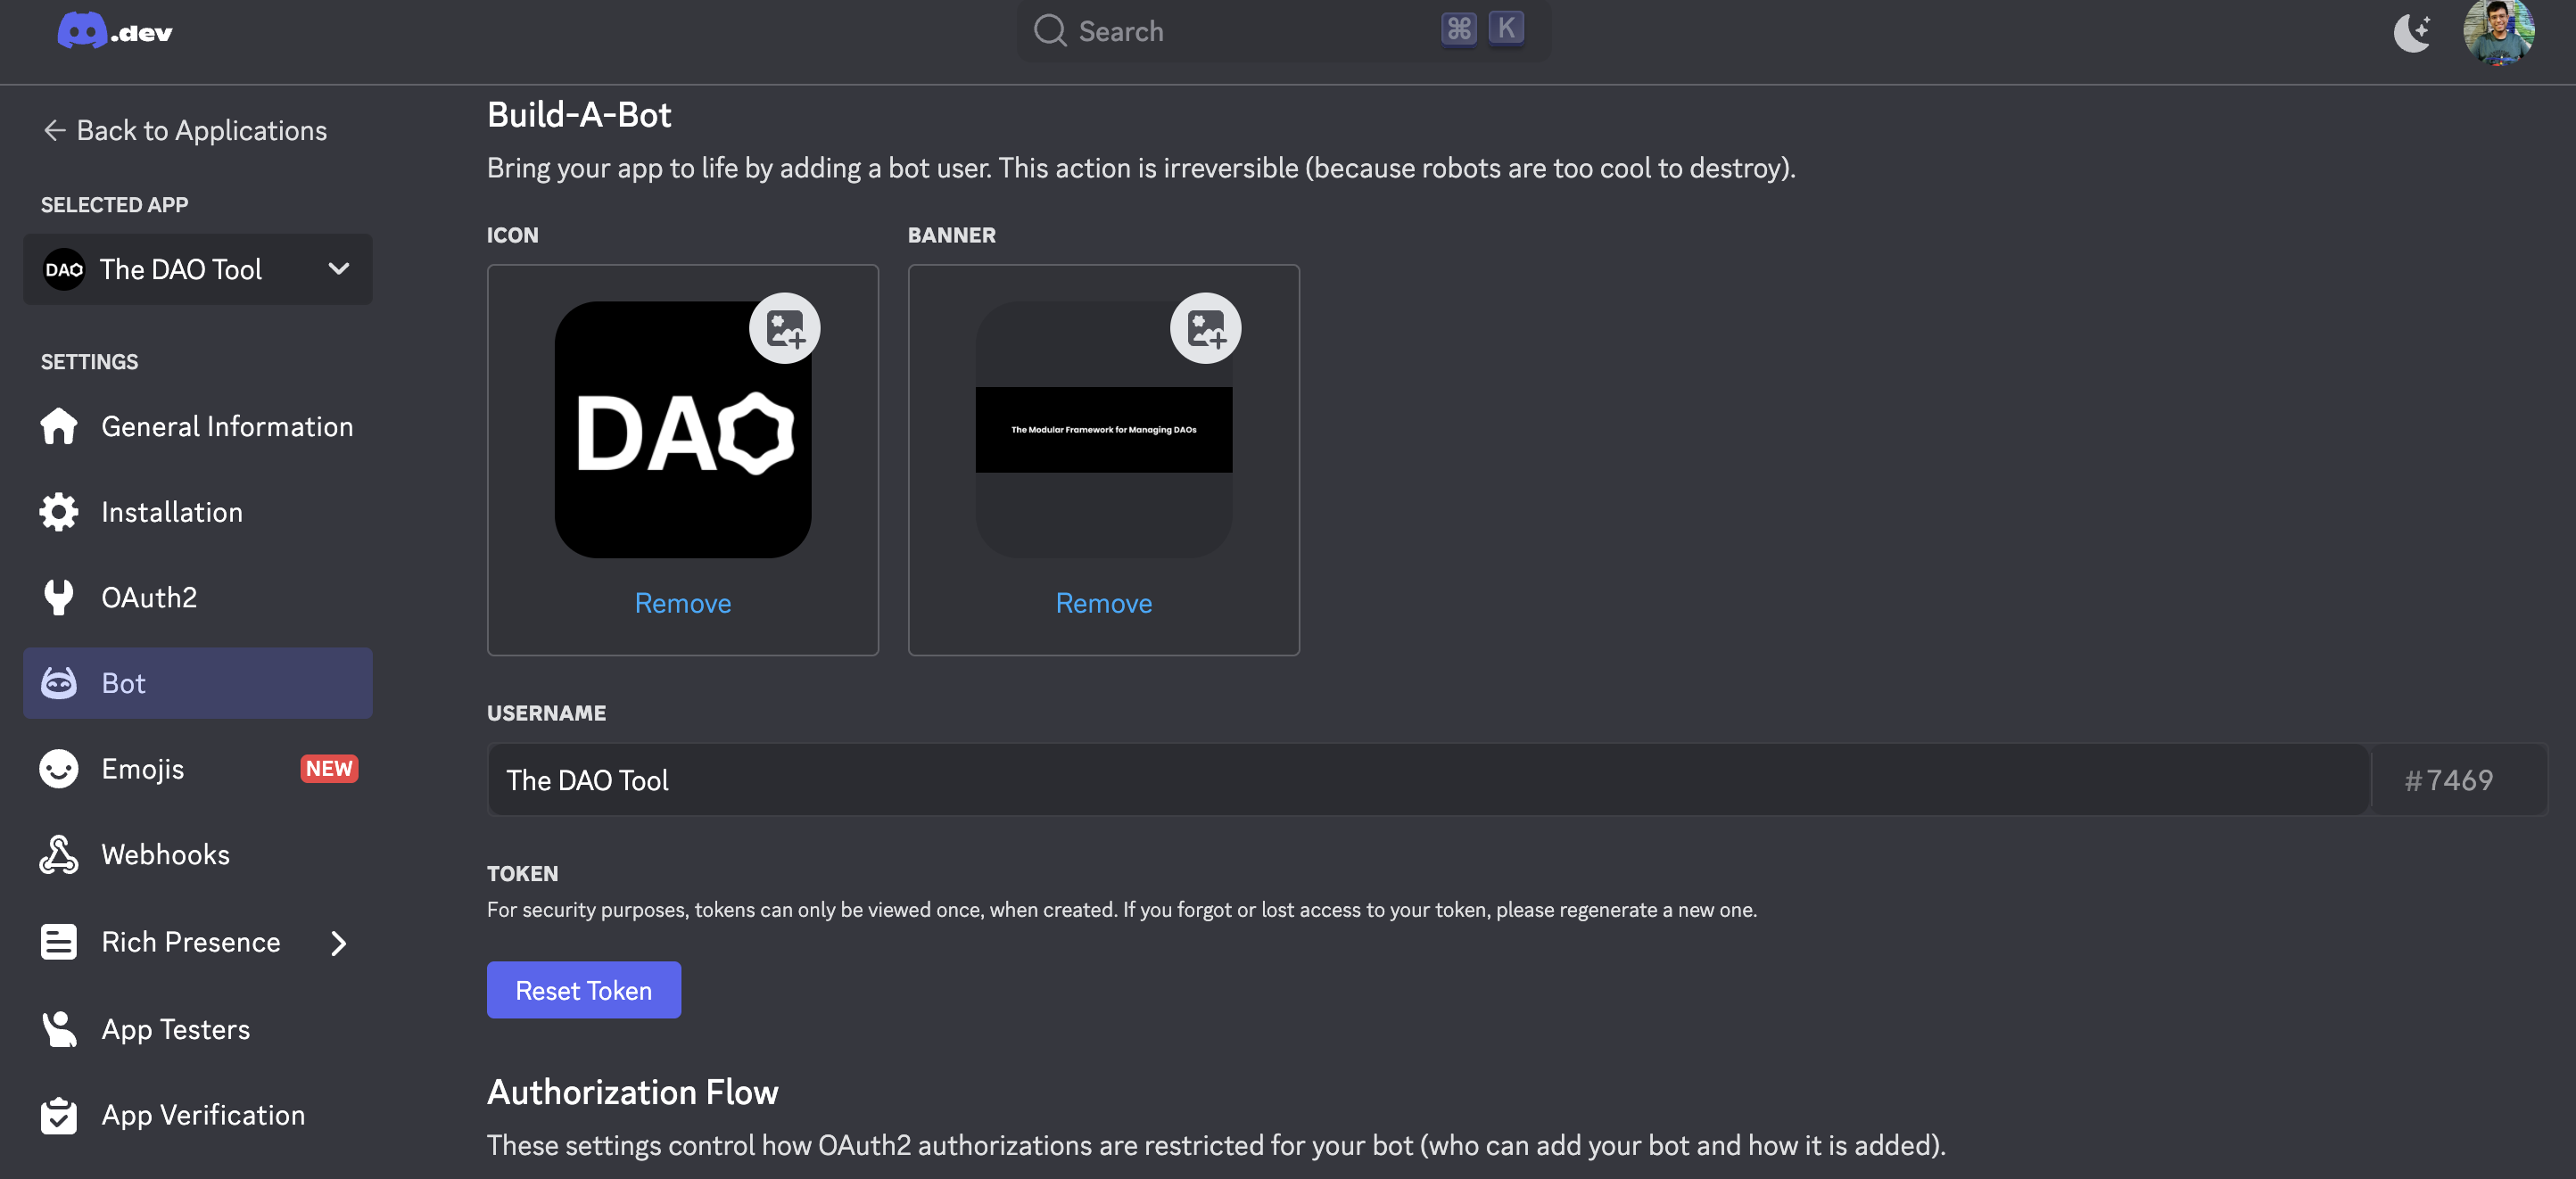 .dev
Search
⌘ K
← Back to Applications
SELECTED APP
DAO The DAO Tool
SETTINGS
General Information
Installation
OAuth2
Bot
Emojis NEW
Webhooks
Rich Presence
App Testers
App Verification
Build-A-Bot
Bring your app to life by adding a bot user. This action is irreversible (because robots are too cool to destroy).
ICON
BANNER
DAO
The Modular Framework for Managing DAOs
Remove
Remove
USERNAME
The DAO Tool #7469
TOKEN
For security purposes, tokens can only be viewed once, when created. If you forgot or lost access to your token, please regenerate a new one.
Reset Token
Authorization Flow
These settings control how OAuth2 authorizations are restricted for your bot (who can add your bot and how it is added).